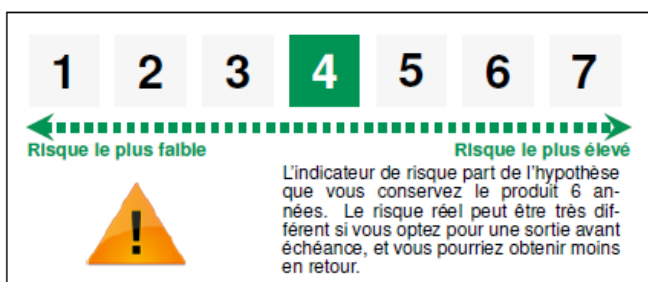 1 2 3 4 5 6 7
Risque le plus faible Risque le plus élevé
L'indicateur de risque part de l'hypothèse
que vous conservez le produit 6 an-
nées. Le risque réel peut être très dif-
férent si vous optez pour une sortie avant
échéance, et vous pourriez obtenir moins
en retour.
!